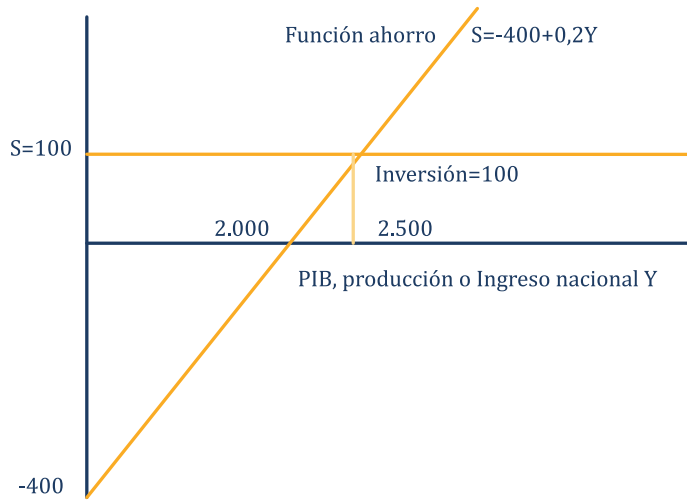 Función ahorro S=-400+0,2Y
S=100
Inversión=100
2.000 2.500
PIB, producción o Ingreso nacional Y
-400